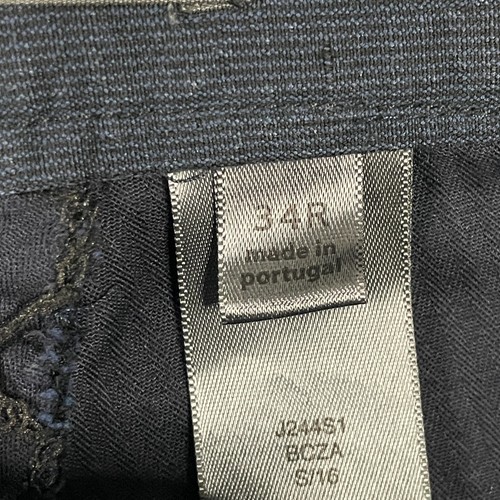 34R
made in
portugal
J244S1
BCZA
S/16